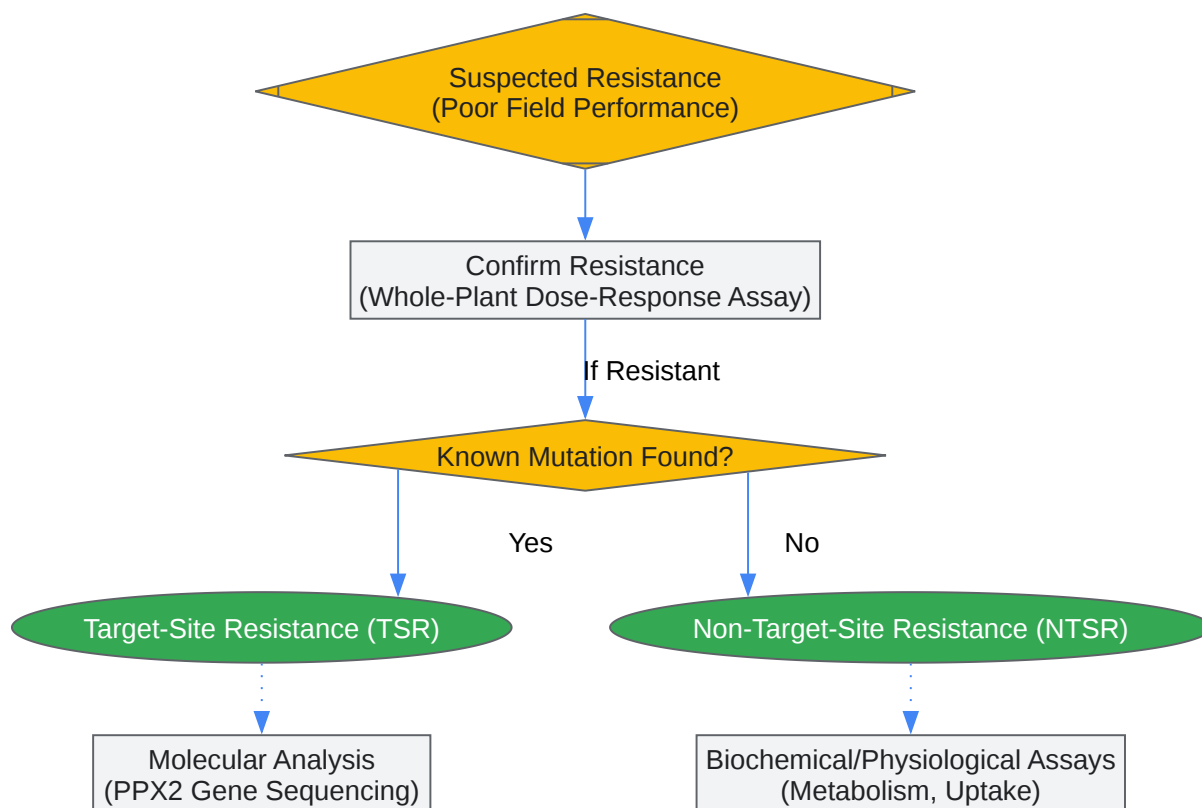 Suspected Resistance
(Poor Field Performance)
Confirm Resistance
(Whole-Plant Dose-Response Assay)
If Resistant
Known Mutation Found?
Yes
No
Target-Site Resistance (TSR)
Non-Target-Site Resistance (NTSR)
Molecular Analysis
(PPX2 Gene Sequencing)
Biochemical/Physiological Assays
(Metabolism, Uptake)